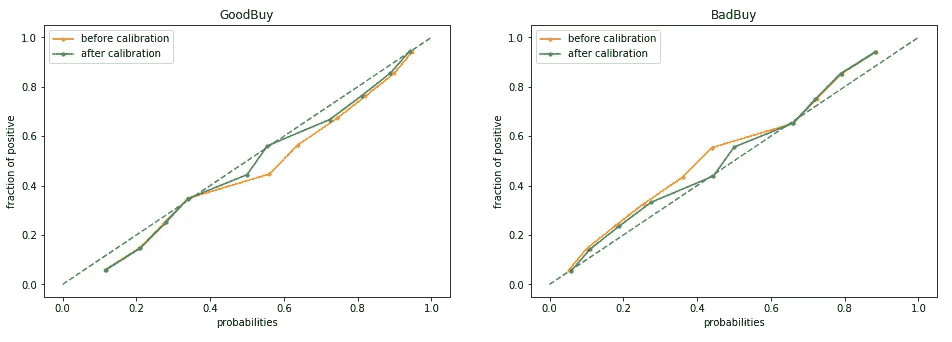 GoodBuy
before calibration
after calibration
1.0
0.8
0.6
0.4
0.2
0.0
fraction of positive
0.0 0.2 0.4 0.6 0.8 1.0
probabilities
BadBuy
before calibration
after calibration
1.0
0.8
0.6
0.4
0.2
0.0
fraction of positive
0.0 0.2 0.4 0.6 0.8 1.0
probabilities